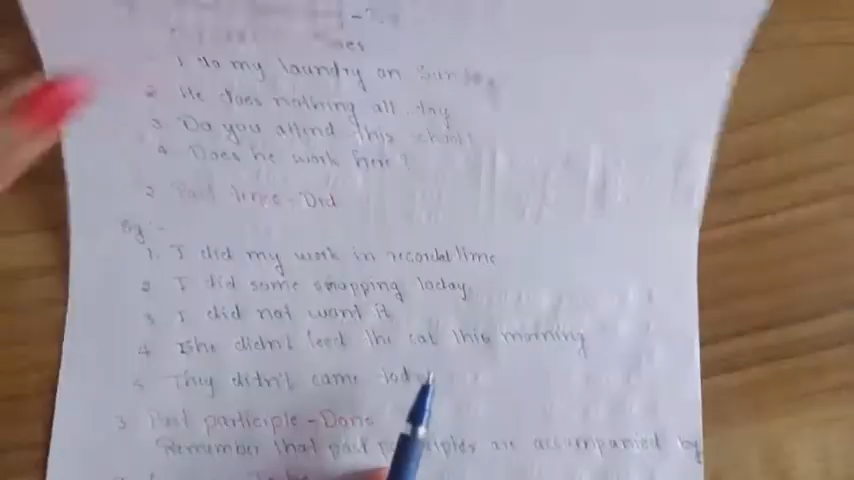 1 do my laundry on Sunday
2 He does nothing all day
3. Do you attend this school?
4 Does he work here?
2 Past tense - Did
Eg :-
1. I did my work in record time
2 I did some shopping today
3 I did not want it
4 She didn't feed the cat this morning
5 They didn't came today
3 Past participle - Done
Remember that past participles are accompanied by
To be